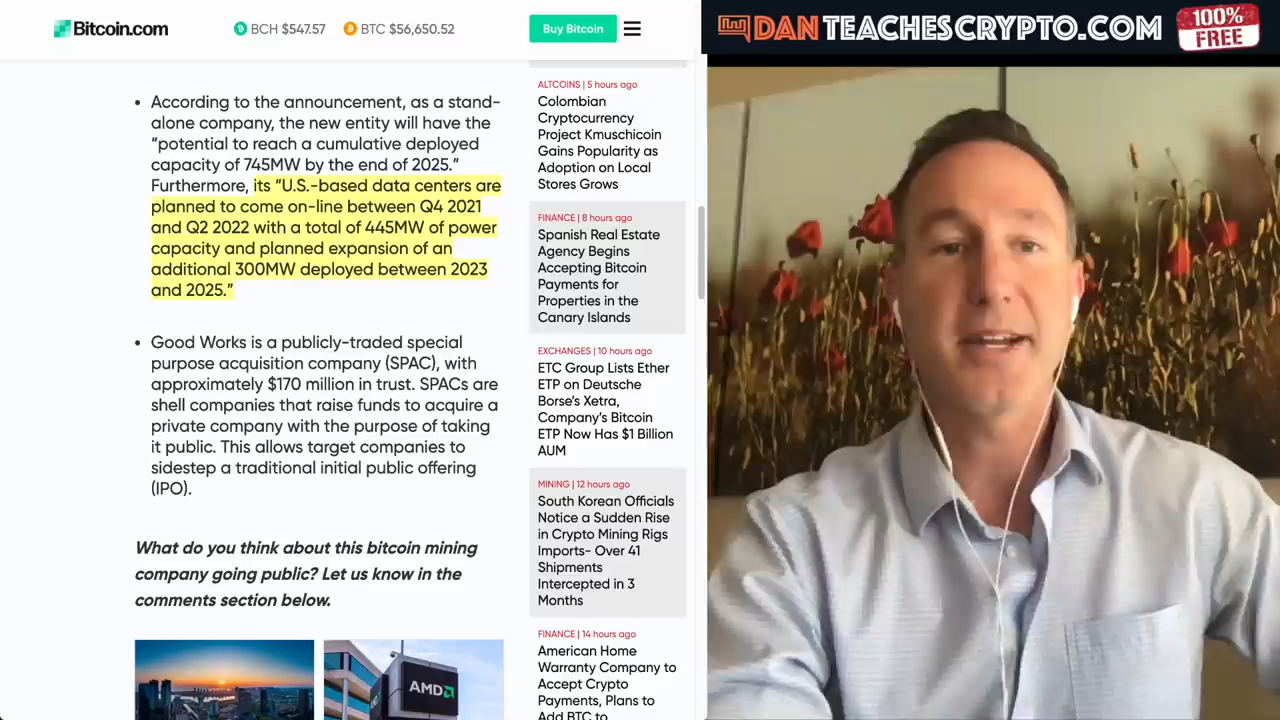 Bitcoin.com
BCH $547.57
BTC $56,650.52
Buy Bitcoin
DANTEACHESCRYPTO.COM
100%
FREE
• According to the announcement, as a stand-
alone company, the new entity will have the
“potential to reach a cumulative deployed
capacity of 745MW by the end of 2025.”
Furthermore, its “U.S.-based data centers are
planned to come on-line between Q4 2021
and Q2 2022 with a total of 445MW of power
capacity and planned expansion of an
additional 300MW deployed between 2023
and 2025.”
• Good Works is a publicly-traded special
purpose acquisition company (SPAC), with
approximately $170 million in trust. SPACs are
shell companies that raise funds to acquire a
private company with the purpose of taking
it public. This allows target companies to
sidestep a traditional initial public offering
(IPO).
What do you think about this bitcoin mining
company going public? Let us know in the
comments section below.
AMD
ALTCOINS | 5 hours ago
Colombian
Cryptocurrency
Project Kmuschicoin
Gains Popularity as
Adoption on Local
Stores Grows
FINANCE | 8 hours ago
Spanish Real Estate
Agency Begins
Accepting Bitcoin
Payments for
Properties in the
Canary Islands
EXCHANGES | 10 hours ago
ETC Group Lists Ether
ETP on Deutsche
Borse’s Xetra,
Company’s Bitcoin
ETP Now Has $1 Billion
AUM
MINING | 12 hours ago
South Korean Officials
Notice a Sudden Rise
in Crypto Mining Rigs
Imports- Over 41
Shipments
Intercepted in 3
Months
FINANCE | 14 hours ago
American Home
Warranty Company to
Accept Crypto
Payments, Plans to
Add BTC to